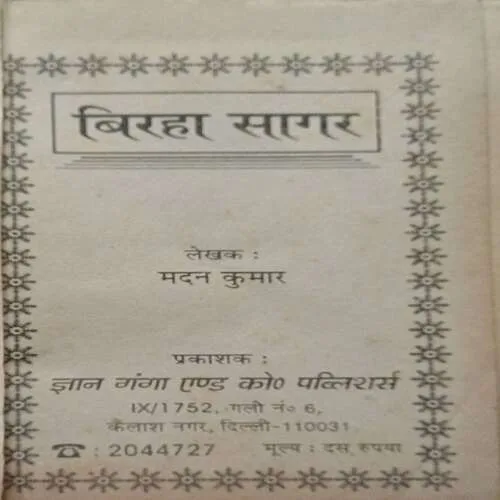 बिरहा सागर
लेखक :
मदन कुमार
प्रकाशक :
ज्ञान गंगा एण्ड को० पब्लिशर्स
IX/1752, गली नं० 6,
कैलाश नगर, दिल्ली-110031
☎ : 2044727 मूल्य : दस रुपया